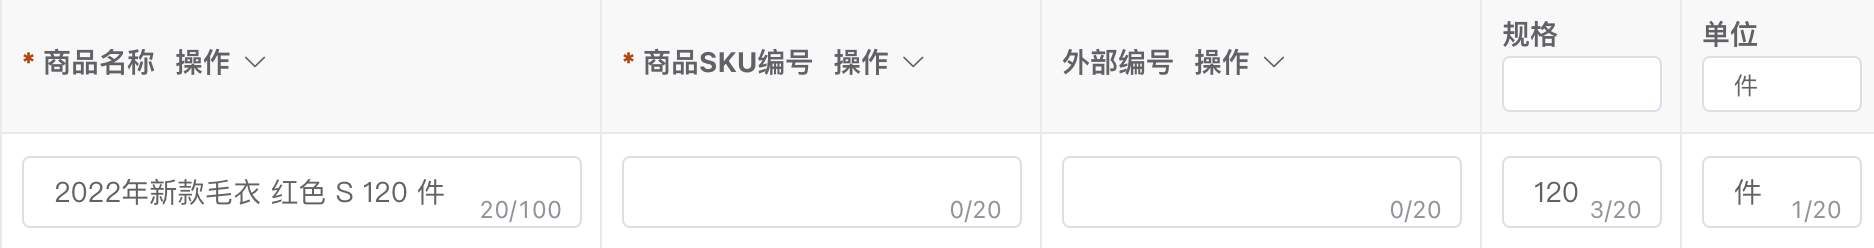 * 商品名称 操作
* 商品SKU编号 操作
外部编号 操作
规格
单位
件
2022年新款毛衣 红色 S 120 件
20/100
0/20
0/20
120
3/20
件
1/20